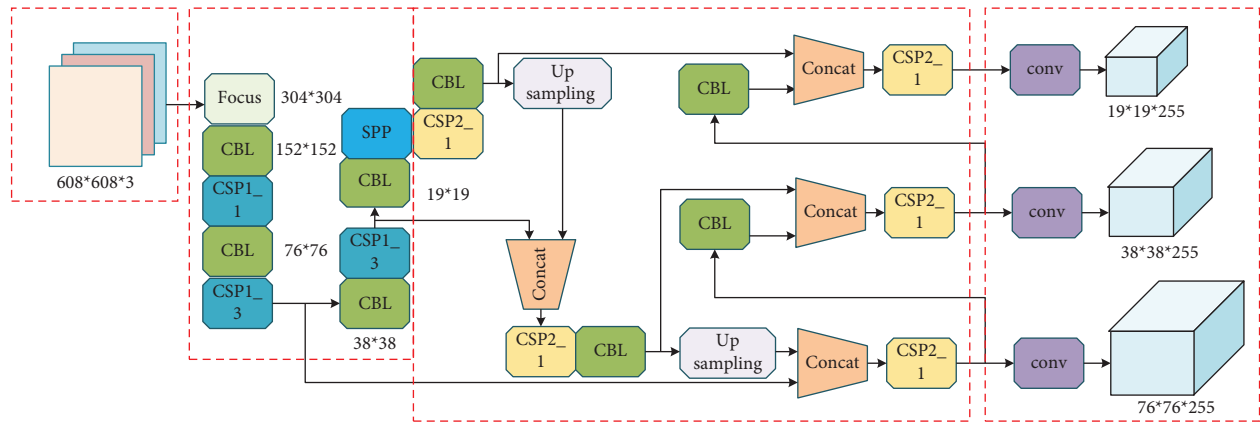 608*608*3
Focus
304*304
CBL
152*152
CSP1_
1
CBL
76*76
CSP1_
3
SPP
CBL
19*19
CSP1_
3
CBL
38*38
CBL
CSP2_
1
Up
sampling
Concat
CSP2_
1
CBL
Up
sampling
CBL
Concat
CSP2_
1
CBL
Concat
CSP2_
1
Concat
CSP2_
1
conv
19*19*255
conv
38*38*255
conv
76*76*255